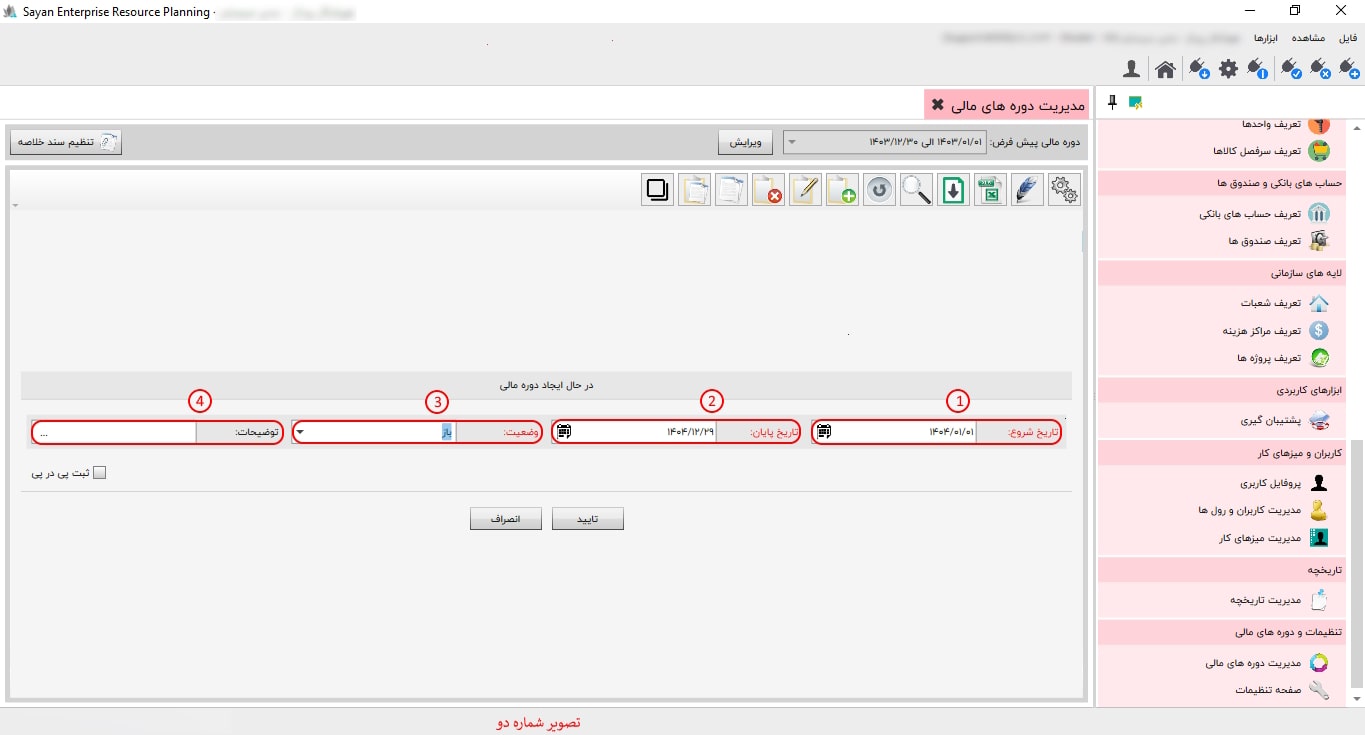 Sayan Enterprise Resource Planning -
فایل مشاهده ابزارها
مدیریت دوره های مالی
دوره مالی پیش فرض: ۱۴۰۳/۰۱/۰۱ الی ۱۴۰۳/۱۲/۳۰
ویرایش
تنظیم سند خلاصه
در حال ایجاد دوره مالی
1
2
3
4
تاریخ شروع: ۱۴۰۴/۰۱/۰۱
تاریخ پایان: ۱۴۰۴/۱۲/۲۹
وضعیت: باز
توضیحات: ...
ثبت پی در پی
تایید
انصراف
تعریف واحدها
تعریف سرفصل کالاها
حساب های بانکی و صندوق ها
تعریف حساب های بانکی
تعریف صندوق ها
لایه های سازمانی
تعریف شعبات
تعریف مراکز هزینه
تعریف پروژه ها
ابزارهای کاربردی
پشتیبان گیری
کاربران و میزهای کار
پروفایل کاربری
مدیریت کاربران و رول ها
مدیریت میزهای کار
تاریخچه
مدیریت تاریخچه
تنظیمات و دوره های مالی
مدیریت دوره های مالی
صفحه تنظیمات
تصویر شماره دو